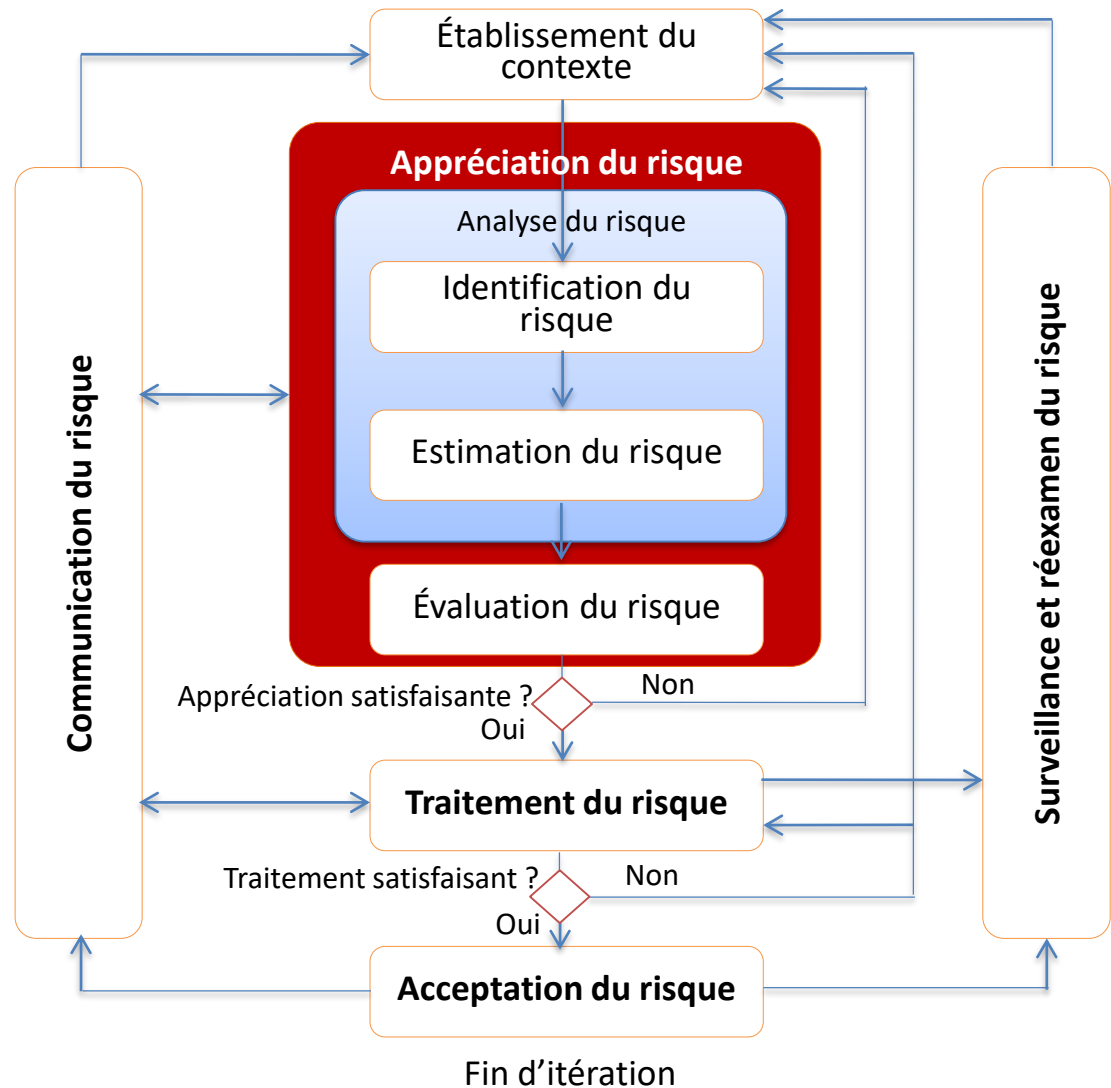 Établissement du
contexte
Appréciation du risque
Analyse du risque
Identification du
risque
Estimation du risque
Évaluation du risque
Appréciation satisfaisante ?
Non
Oui
Traitement du risque
Traitement satisfaisant ?
Non
Oui
Acceptation du risque
Fin d'itération
Communication du risque
Surveillance et réexamen du risque